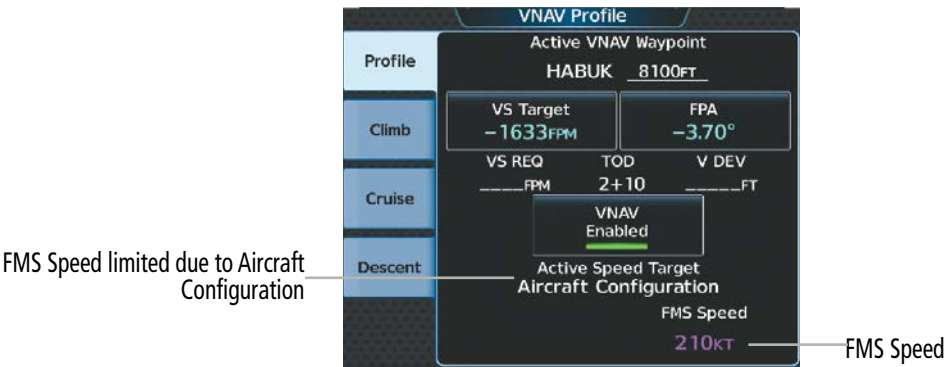 VNAV Profile
Profile
Active VNAV Waypoint
HABUK 8100FT
Climb
VS Target
-1633FPM
FPA
-3.70°
VS REQ TOD V DEV
____FPM 2+10 _____FT
Cruise
VNAV
Enabled
Descent
Active Speed Target
Aircraft Configuration
FMS Speed
210KT
FMS Speed limited due to Aircraft
Configuration
FMS Speed